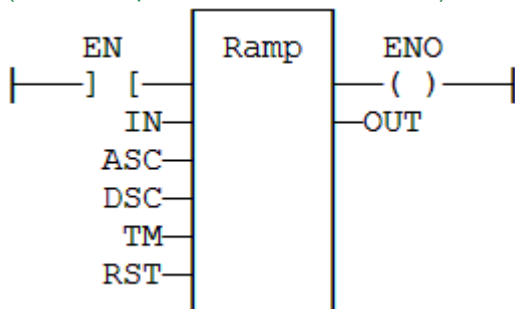 EN Ramp ENO
] [ ( )
IN OUT
ASC
DSC
TM
RST